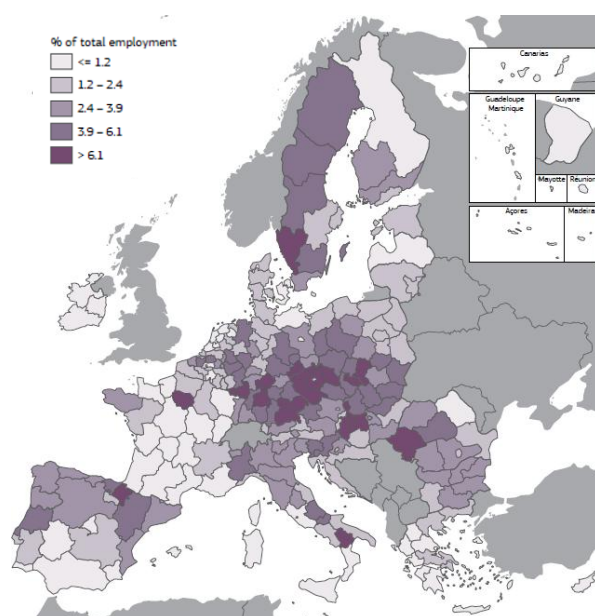 % of total employment
<= 1.2
1.2 – 2.4
2.4 – 3.9
3.9 – 6.1
> 6.1
Canarias
Guadeloupe
Martinique
Guyane
Mayotte
Réunion
Açores
Madeira